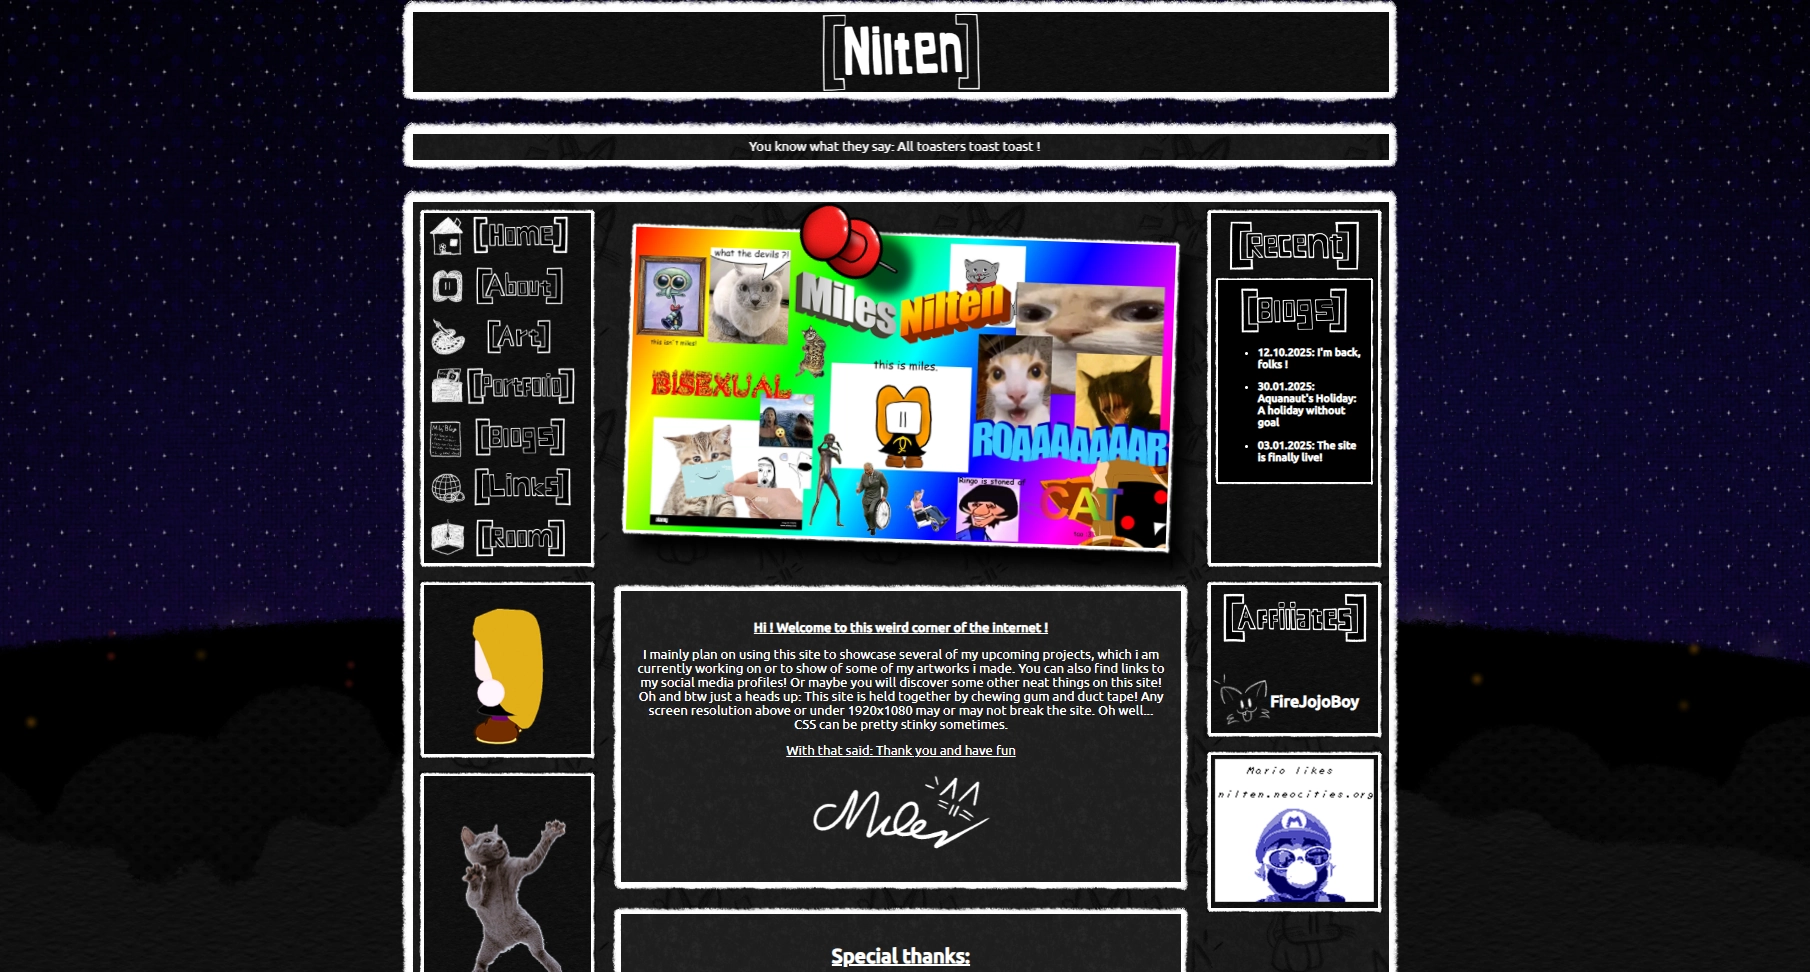 [Nilten]
You know what they say: All toasters toast toast !
[Home]
[About]
[Art]
[Portfolio]
[Blogs]
[Links]
[Room]
what the devils ?!
this isn't miles!
Miles Nilten
BISEXUAL
this is miles.
ROAAAAAAAR
Ringo is stoned af
CAT
Hi ! Welcome to this weird corner of the internet !
I mainly plan on using this site to showcase several of my upcoming projects, which i am
currently working on or to show of some of my artworks i made. You can also find links to
my social media profiles! Or maybe you will discover some other neat things on this site!
Oh and btw just a heads up: This site is held together by chewing gum and duct tape! Any
screen resolution above or under 1920x1080 may or may not break the site. Oh well...
CSS can be pretty stinky sometimes.
With that said: Thank you and have fun
Miles
Special thanks:
[Recent]
[Blogs]
12.10.2025: I'm back,
folks !
30.01.2025:
Aquanaut's Holiday:
A holiday without
goal
03.01.2025: The site
is finally live!
[Affiliates]
FireJojoBoy
Mario likes
nilten.neocities.org
M